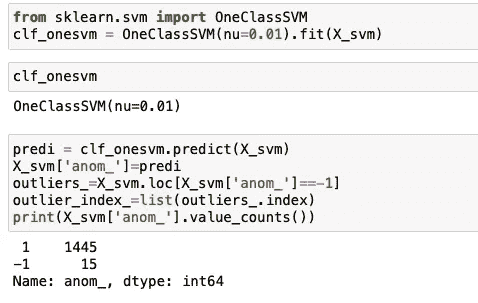 from sklearn.svm import OneClassSVM
clf_onesvm = OneClassSVM(nu=0.01).fit(X_svm)
clf_onesvm
OneClassSVM(nu=0.01)
predi = clf_onesvm.predict(X_svm)
X_svm['anom_']=predi
outliers_=X_svm.loc[X_svm['anom_']==-1]
outlier_index_=list(outliers_.index)
print(X_svm['anom_'].value_counts())
 1    1445
-1      15
Name: anom_, dtype: int64